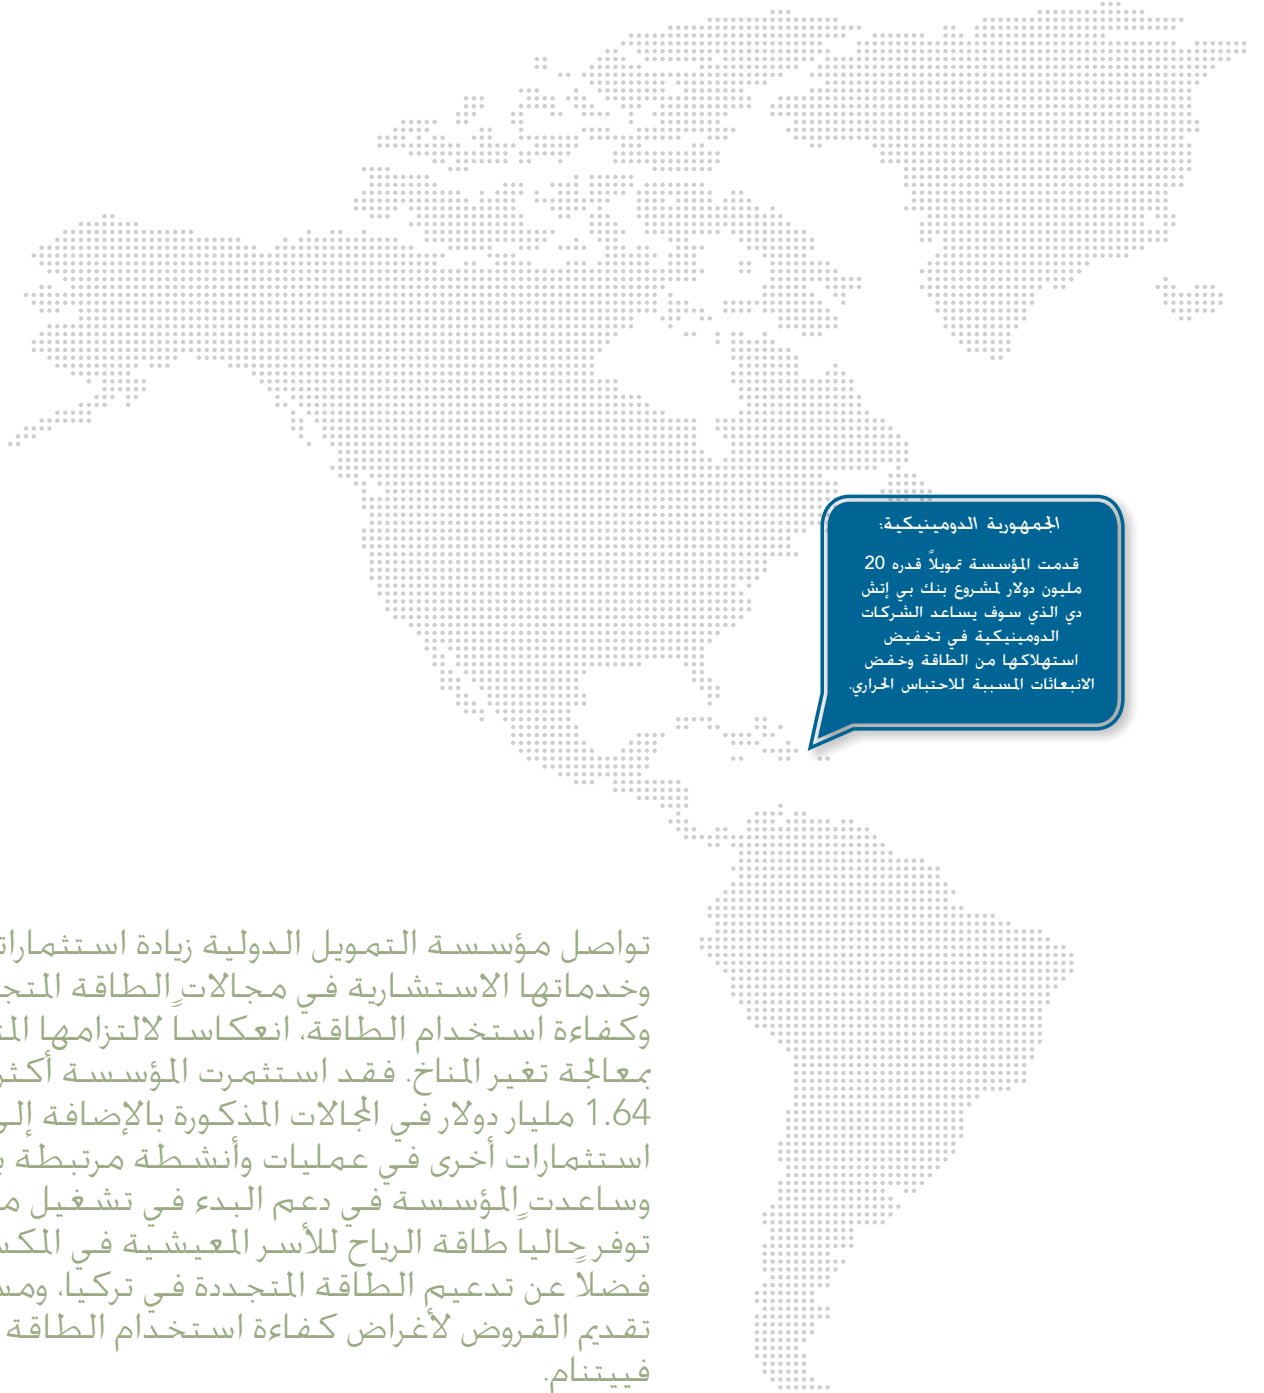 الجمهورية الدومينيكية:
قدمت المؤسسة تمويلاً قدره 20
مليون دولار لمشروع بنك بي إتش
دي الذي سوف يساعد الشركات
الدومينيكية في تخفيض
استهلاكها من الطاقة وخفض
الانبعاثات المسببة للاحتباس الحراري.
تواصل مؤسسة التمويل الدولية زيادة
وخدماتها الاستشارية في مجالات الطاقة
وكفاءة استخدام الطاقة، انعكاساً لالتزامها
بمعالجة تغير المناخ. فقد استثمرت المؤسسة أكثر
1.64 مليار دولار في المجالات المذكورة بالإضافة إلى
استثمارات أخرى في عمليات وأنشطة مرتبطة
وساعدت المؤسسة في دعم البدء في تشغيل
توفر حالياً طاقة الرياح للأسر المعيشية في
فضلاً عن تدعيم الطاقة المتجددة في تركيا،
تقديم القروض لأغراض كفاءة استخدام الطاقة
فييتنام.